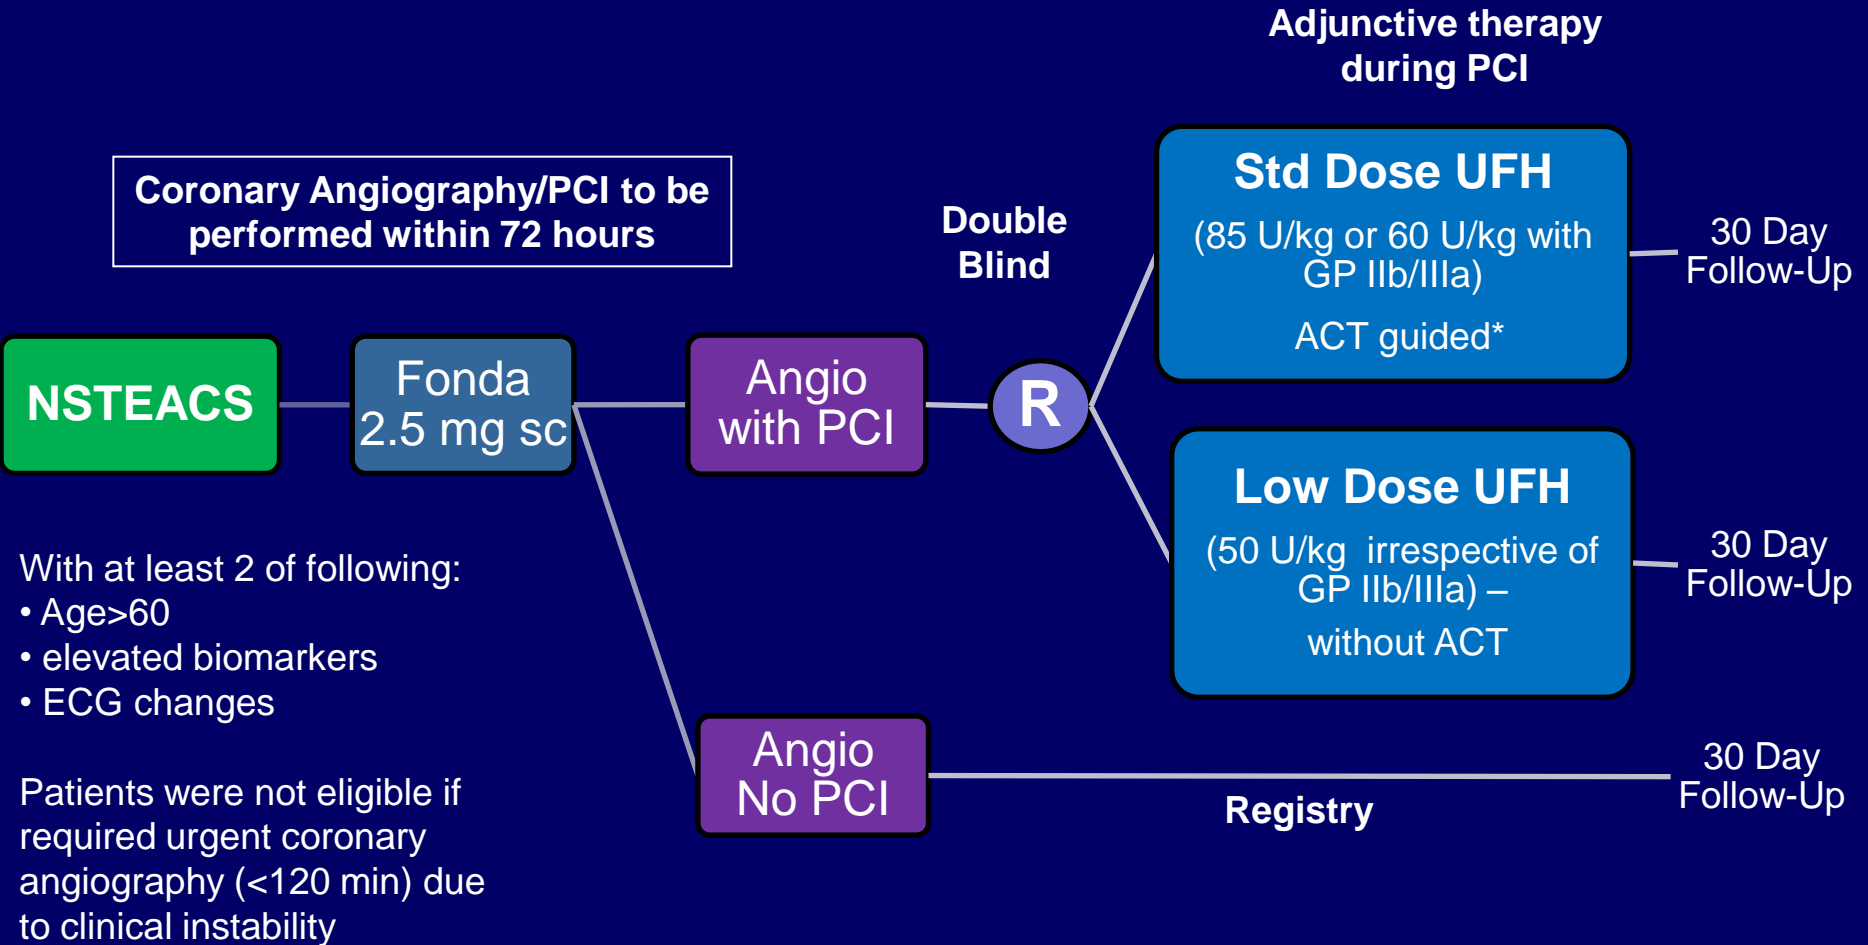 Adjunctive therapy
during PCI
Coronary Angiography/PCI to be
performed within 72 hours
Double
Blind
Std Dose UFH
(85 U/kg or 60 U/kg with
GP IIb/IIIa)
ACT guided*
30 Day
Follow-Up
NSTEACS
Fonda
2.5 mg sc
Angio
with PCI
R
Low Dose UFH
(50 U/kg irrespective of
GP IIb/IIIa) –
without ACT
30 Day
Follow-Up
With at least 2 of following:
• Age>60
• elevated biomarkers
• ECG changes
Patients were not eligible if
required urgent coronary
angiography (<120 min) due
to clinical instability
Angio
No PCI
Registry
30 Day
Follow-Up